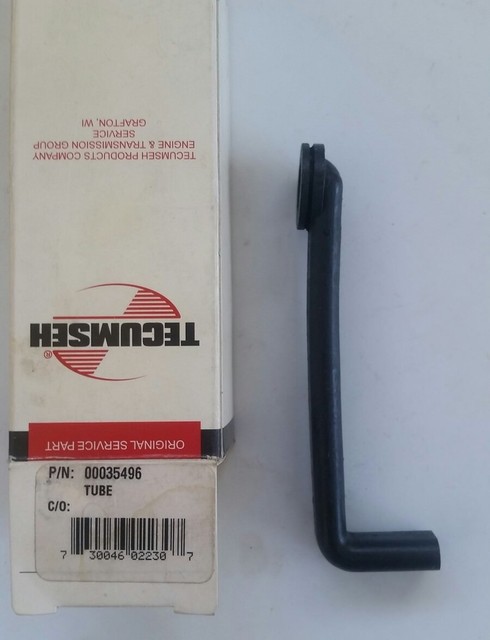 TECUMSEH PRODUCTS COMPANY
ENGINE & TRANSMISSION GROUP
SERVICE
GRAFTON, WI
TECUMSEH®
ORIGINAL SERVICE PART
P/N: 00035496
TUBE
C/O:
7 30046 02230 7